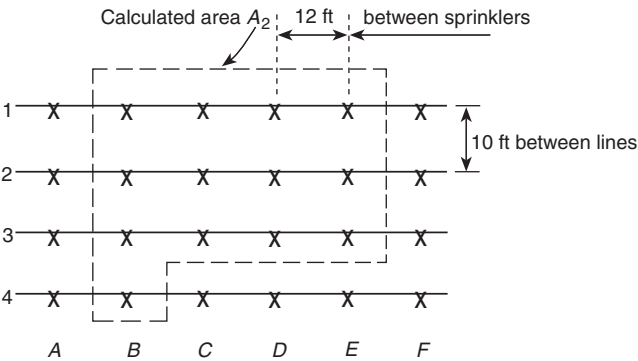 Calculated area A2
12 ft
between sprinklers
1
10 ft between lines
2
3
4
A B C D E F